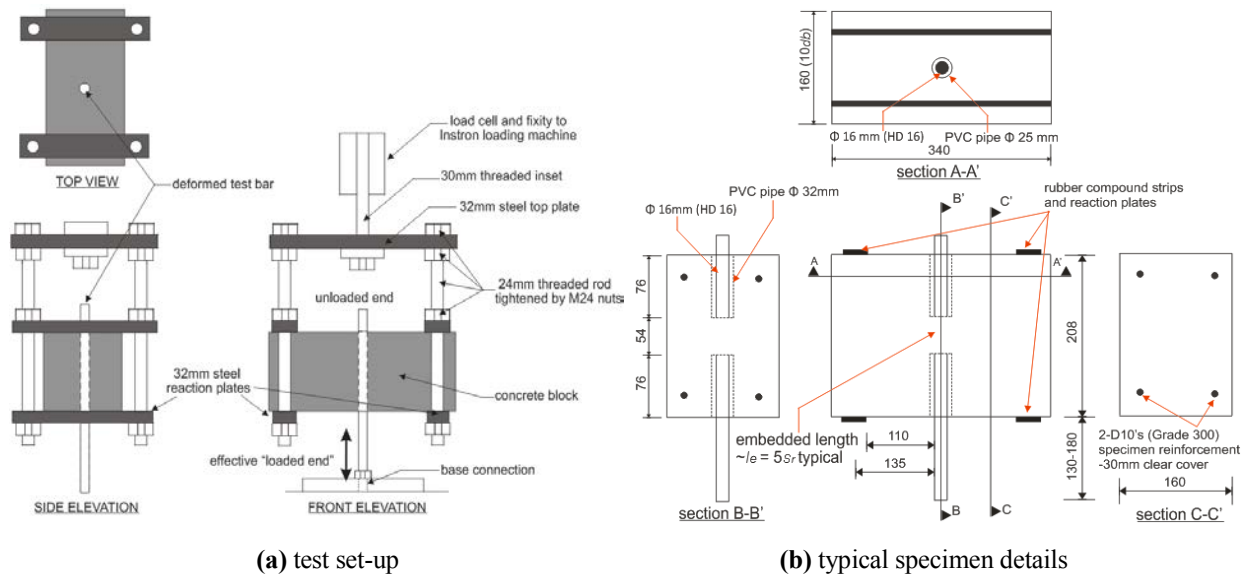 TOP VIEW
deformed test bar
load cell and fixity to
Instron loading machine
30mm threaded inset
32mm steel top plate
24mm threaded rod
tightened by M24 nuts
unloaded end
32mm steel
reaction plates
concrete block
effective "loaded end"
base connection
SIDE ELEVATION
FRONT ELEVATION
(a) test set-up
160 (10db)
Φ 16 mm (HD 16)
PVC pipe Φ 25 mm
340
section A-A'
PVC pipe Φ 32mm
Φ 16mm (HD 16)
rubber compound strips
and reaction plates
B'
C'
A
A'
76
54
76
208
embedded length
~le = 5Sr typical
110
135
130-180
2-D10's (Grade 300)
specimen reinforcement
-30mm clear cover
160
B
C
section B-B'
section C-C'
(b) typical specimen details